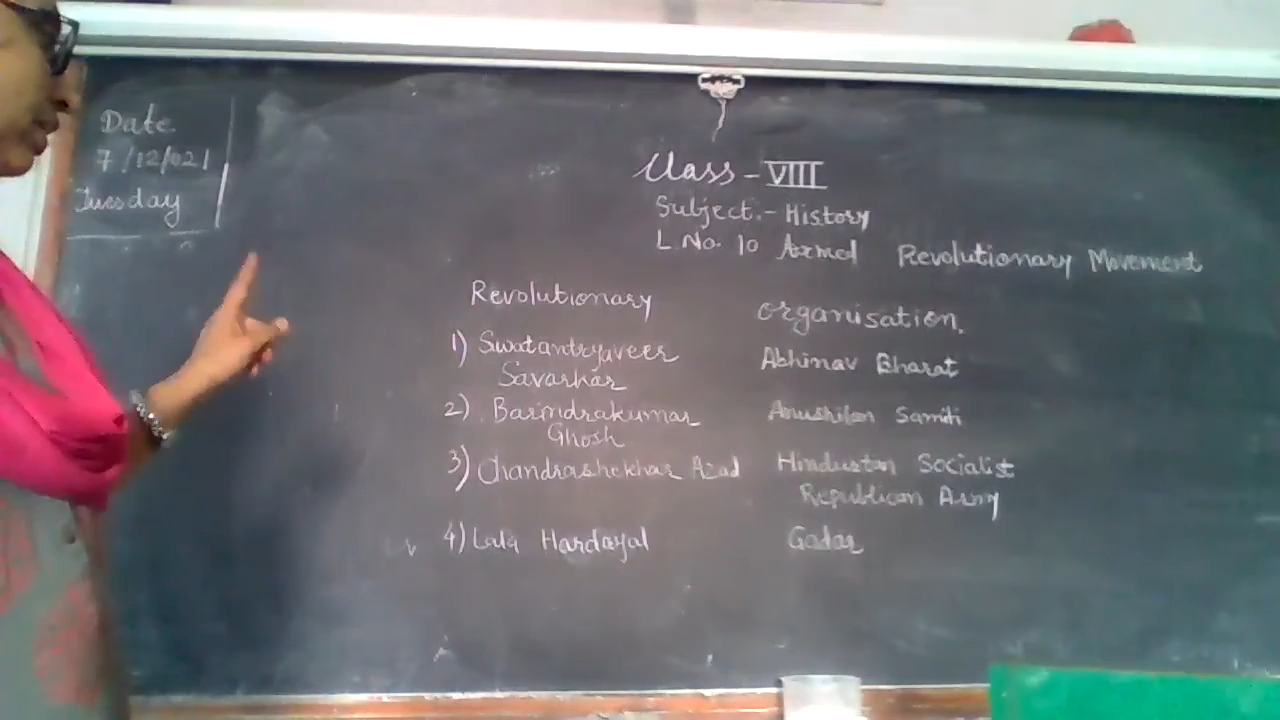 Date
7/12/021
Tuesday
Class - VIII
Subject.- History
L.No. 10 Armed Revolutionary Movement
Revolutionary organisation.
1) Swatantryaveer Abhinav Bharat
Savarkar
2) Barindrakumar Anushilan Samiti
Ghosh
3) Chandrashekhar Azad Hindustan Socialist
Republican Army
4) Lala Hardayal Gadar